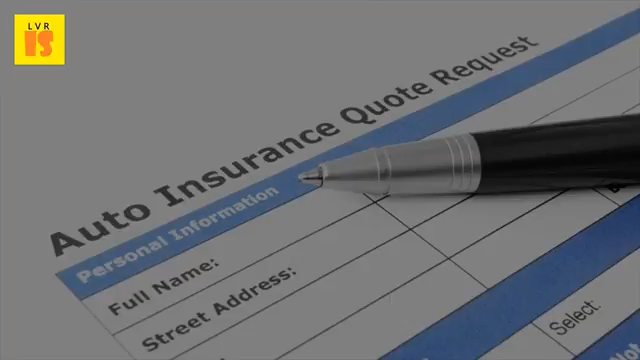 LVR
IS
Auto Insurance Quote Request
Personal Information
Full Name:
Street Address:
Select: